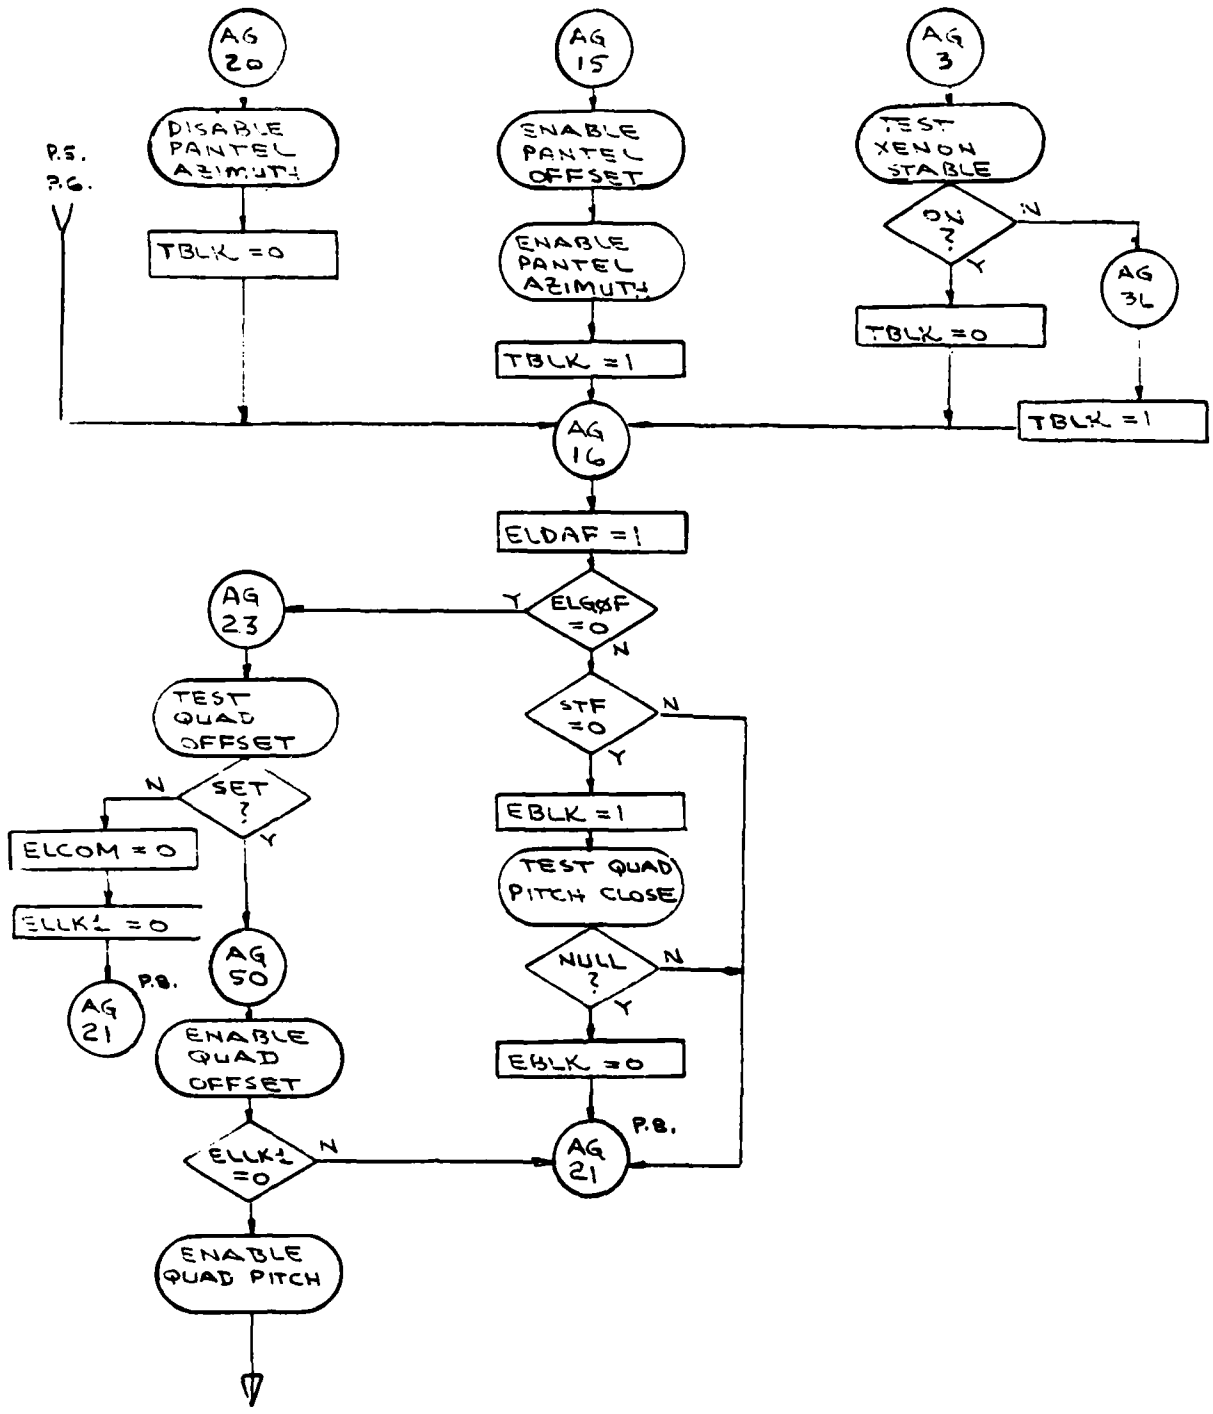 AG
20
AG
15
AG
3
DISABLE
PANTEL
AZIMUTH
ENABLE
PANTEL
OFFSET
TEST
XENON
STABLE
P.5.
P.6.
TBLK = 0
ENABLE
PANTEL
AZIMUTH
ON
?
N
Y
AG
3L
TBLK = 0
TBLK = 1
TBLK = 1
AG
16
ELDAF = 1
ELGØF
= 0
Y
N
AG
23
TEST
QUAD
OFFSET
STF
= 0
N
Y
SET
?
N
Y
EBLK = 1
ELCOM = 0
TEST QUAD
PITCH CLOSE
ELLK1 = 0
AG
50
NULL
?
N
Y
P.8.
AG
21
ENABLE
QUAD
OFFSET
EBLK = 0
P.8.
ELLK1
= 0
N
AG
21
ENABLE
QUAD PITCH